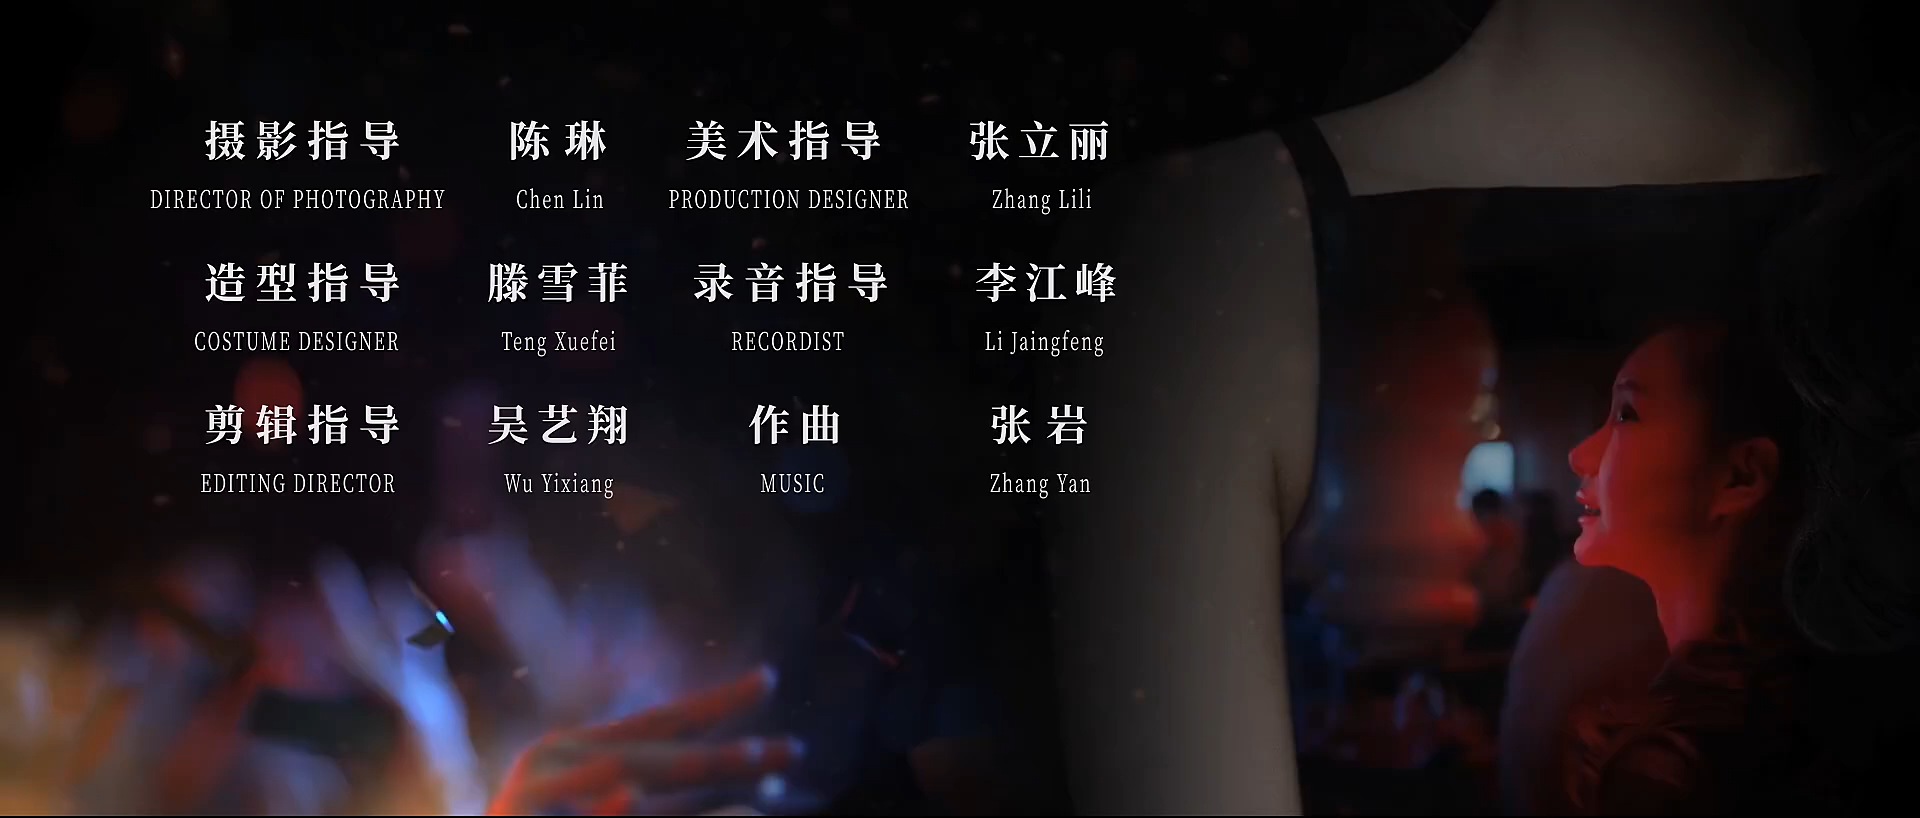 摄影指导 陈琳 美术指导 张立丽
DIRECTOR OF PHOTOGRAPHY Chen Lin PRODUCTION DESIGNER Zhang Lili
造型指导 滕雪菲 录音指导 李江峰
COSTUME DESIGNER Teng Xuefei RECORDIST Li Jaingfeng
剪辑指导 吴艺翔 作曲 张岩
EDITING DIRECTOR Wu Yixiang MUSIC Zhang Yan